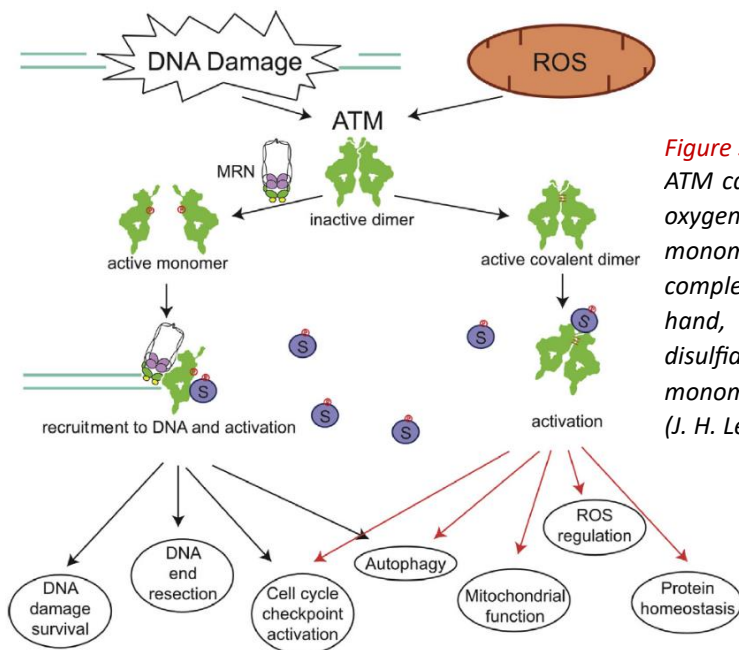 DNA Damage
ROS
ATM
MRN
inactive dimer
active monomer
active covalent dimer
P
P
P
S
P
S
P
S
P
S
P
S
P
P
S
recruitment to DNA and activation
activation
DNA
damage
survival
DNA
end
resection
Cell cycle
checkpoint
activation
Autophagy
Mitochondrial
function
ROS
regulation
Protein
homeostasis
Figure
ATM ca
oxygen
monom
comple
hand,
disulfid
monom
(J. H. Le